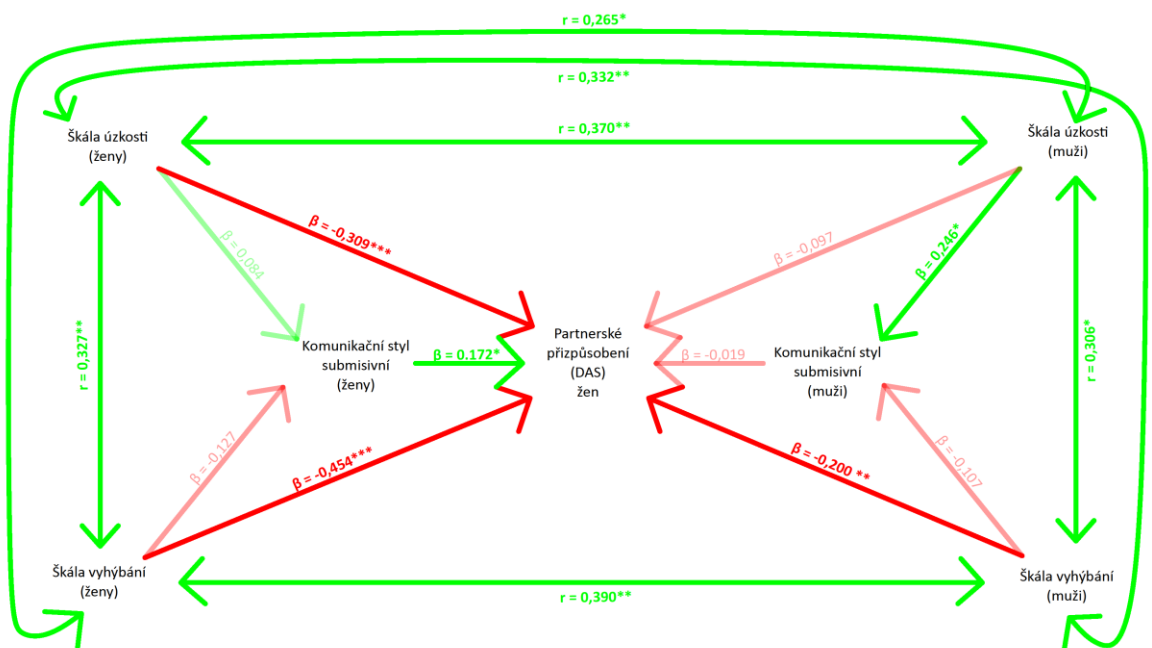 r = 0,265*
r = 0,332**
Škála úzkosti
(ženy)
r = 0,370**
Škála úzkosti
(muži)
β = -0,309***
β = 0,084
β = -0,097
β = 0,246*
r = 0,327**
r = 0,306*
Komunikační styl
submisivní
(ženy)
β = 0.172*
Partnerské
přizpůsobení
(DAS)
žen
β = -0,019
Komunikační styl
submisivní
(muži)
β = -0,127
β = -0,454***
β = -0,200 **
β = -0,107
Škála vyhýbání
(ženy)
r = 0,390**
Škála vyhýbání
(muži)